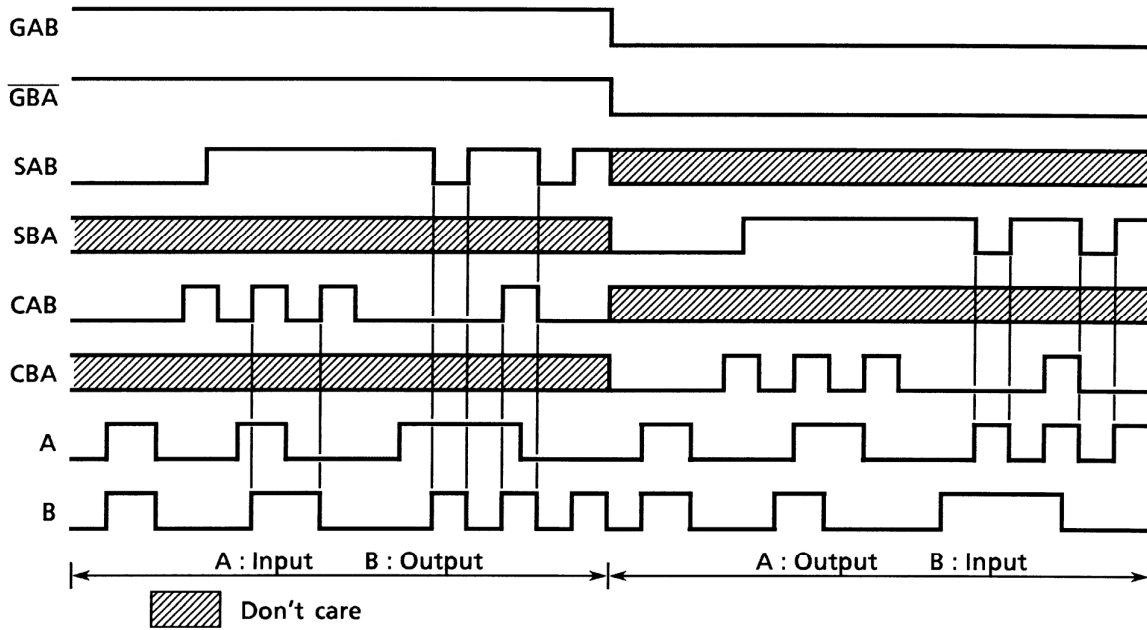 GAB
GBA
SAB
SBA
CAB
CBA
A
B
A : Input B : Output
A : Output B : Input
Don't care